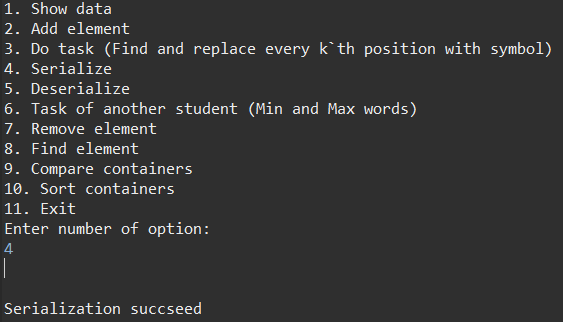 1. Show data
2. Add element
3. Do task (Find and replace every k`th position with symbol)
4. Serialize
5. Deserialize
6. Task of another student (Min and Max words)
7. Remove element
8. Find element
9. Compare containers
10. Sort containers
11. Exit
Enter number of option:
4
Serialization succseed